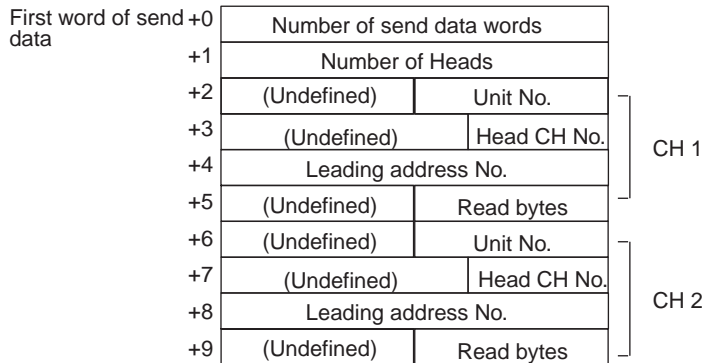 First word of send data
+0 Number of send data words
+1 Number of Heads
+2 (Undefined) Unit No.
+3 (Undefined) Head CH No.
+4 Leading address No.
+5 (Undefined) Read bytes
CH 1
+6 (Undefined) Unit No.
+7 (Undefined) Head CH No.
+8 Leading address No.
+9 (Undefined) Read bytes
CH 2